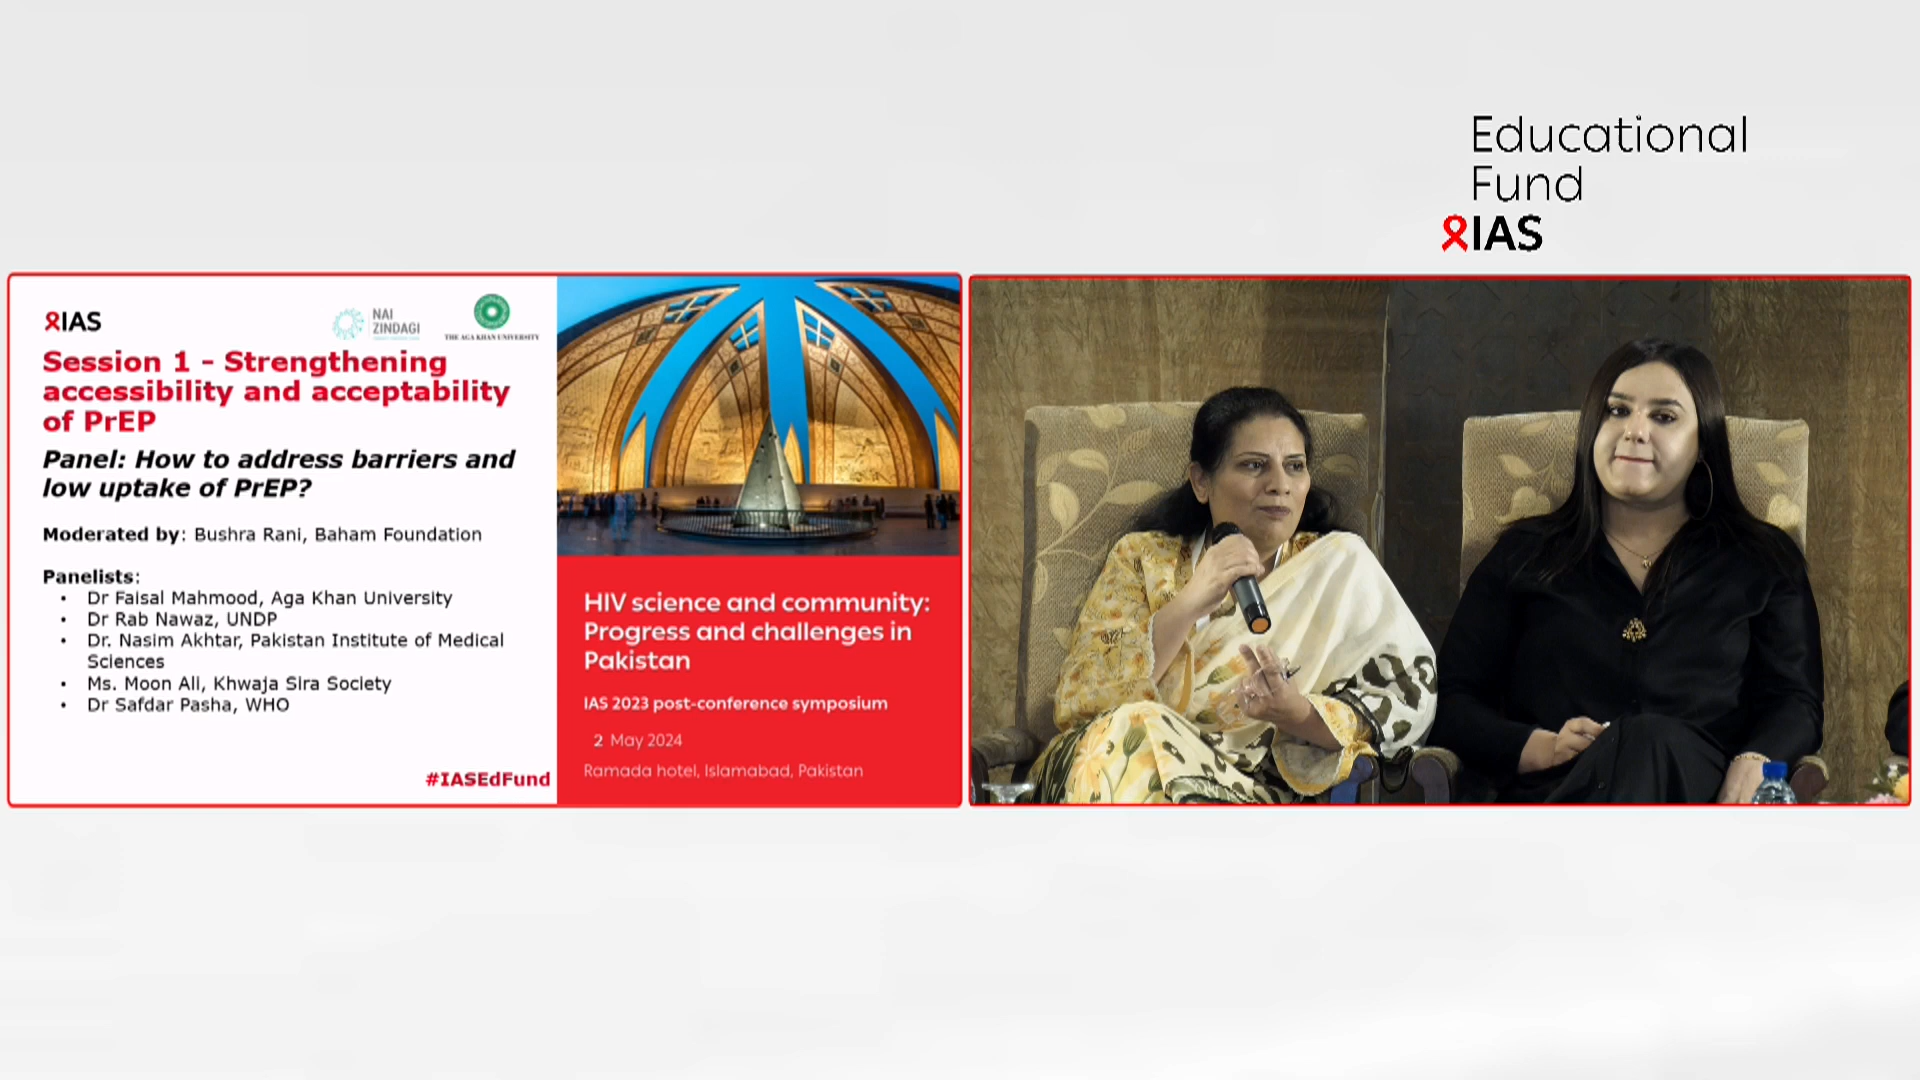 Educational
Fund
IAS
IAS
NAI
ZINDAGI
THE AGA KHAN UNIVERSITY
Session 1 - Strengthening
accessibility and acceptability
of PrEP
Panel: How to address barriers and
low uptake of PrEP?
Moderated by: Bushra Rani, Baham Foundation
Panelists:
• Dr Faisal Mahmood, Aga Khan University
• Dr Rab Nawaz, UNDP
• Dr. Nasim Akhtar, Pakistan Institute of Medical
Sciences
• Ms. Moon Ali, Khwaja Sira Society
• Dr Safdar Pasha, WHO
#IASEdFund
HIV science and community:
Progress and challenges in
Pakistan
IAS 2023 post-conference symposium
2 May 2024
Ramada hotel, Islamabad, Pakistan